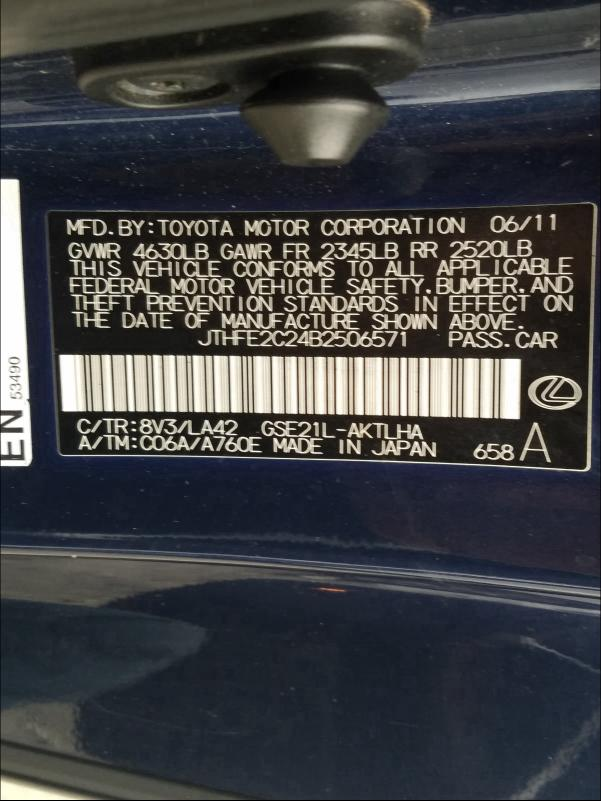 MFD.BY:TOYOTA MOTOR CORPORATION 06/11
GVWR 4630LB GAWR FR 2345LB RR 2520LB
THIS VEHICLE CONFORMS TO ALL APPLICABLE
FEDERAL MOTOR VEHICLE SAFETY,BUMPER,AND
THEFT PREVENTION STANDARDS IN EFFECT ON
THE DATE OF MANUFACTURE SHOWN ABOVE.
JTHFE2C24B2506571 PASS.CAR
C/TR:8V3/LA42 GSE21L-AKTLHA
A/TM:C06A/A760E MADE IN JAPAN 658 A
EN 53490